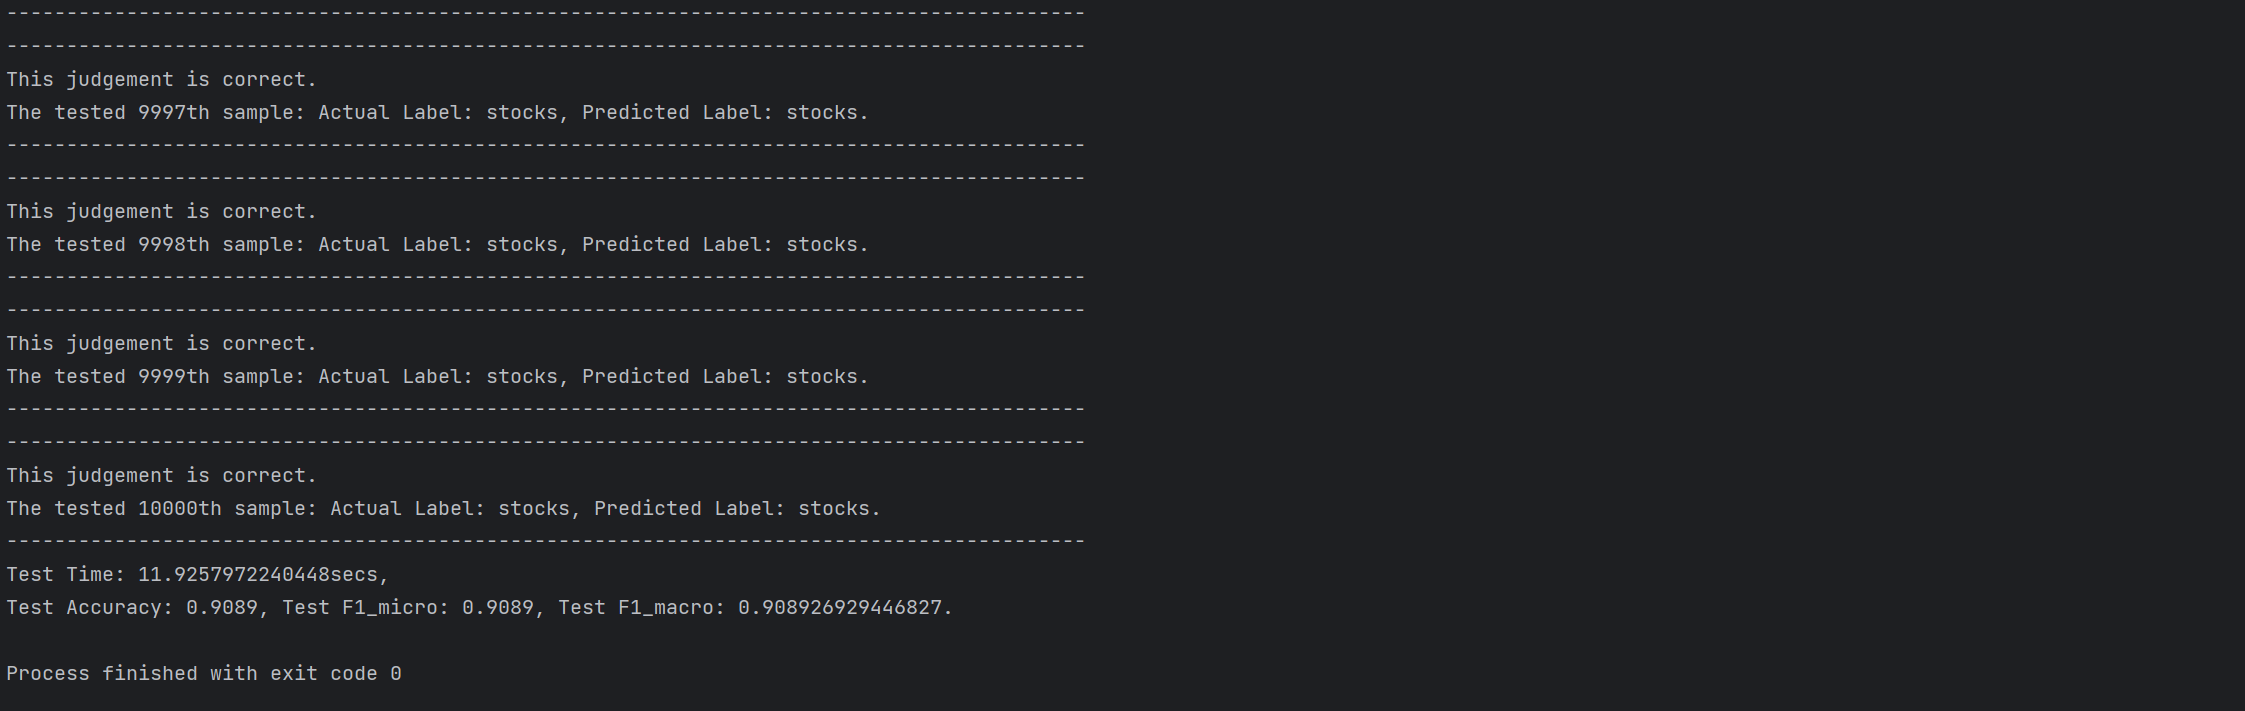 ------------------------------------------------------------------------------------------
------------------------------------------------------------------------------------------
This judgement is correct.
The tested 9997th sample: Actual Label: stocks, Predicted Label: stocks.
------------------------------------------------------------------------------------------
------------------------------------------------------------------------------------------
This judgement is correct.
The tested 9998th sample: Actual Label: stocks, Predicted Label: stocks.
------------------------------------------------------------------------------------------
------------------------------------------------------------------------------------------
This judgement is correct.
The tested 9999th sample: Actual Label: stocks, Predicted Label: stocks.
------------------------------------------------------------------------------------------
------------------------------------------------------------------------------------------
This judgement is correct.
The tested 10000th sample: Actual Label: stocks, Predicted Label: stocks.
------------------------------------------------------------------------------------------
Test Time: 11.9257972240448secs,
Test Accuracy: 0.9089, Test F1_micro: 0.9089, Test F1_macro: 0.908926929446827.
Process finished with exit code 0